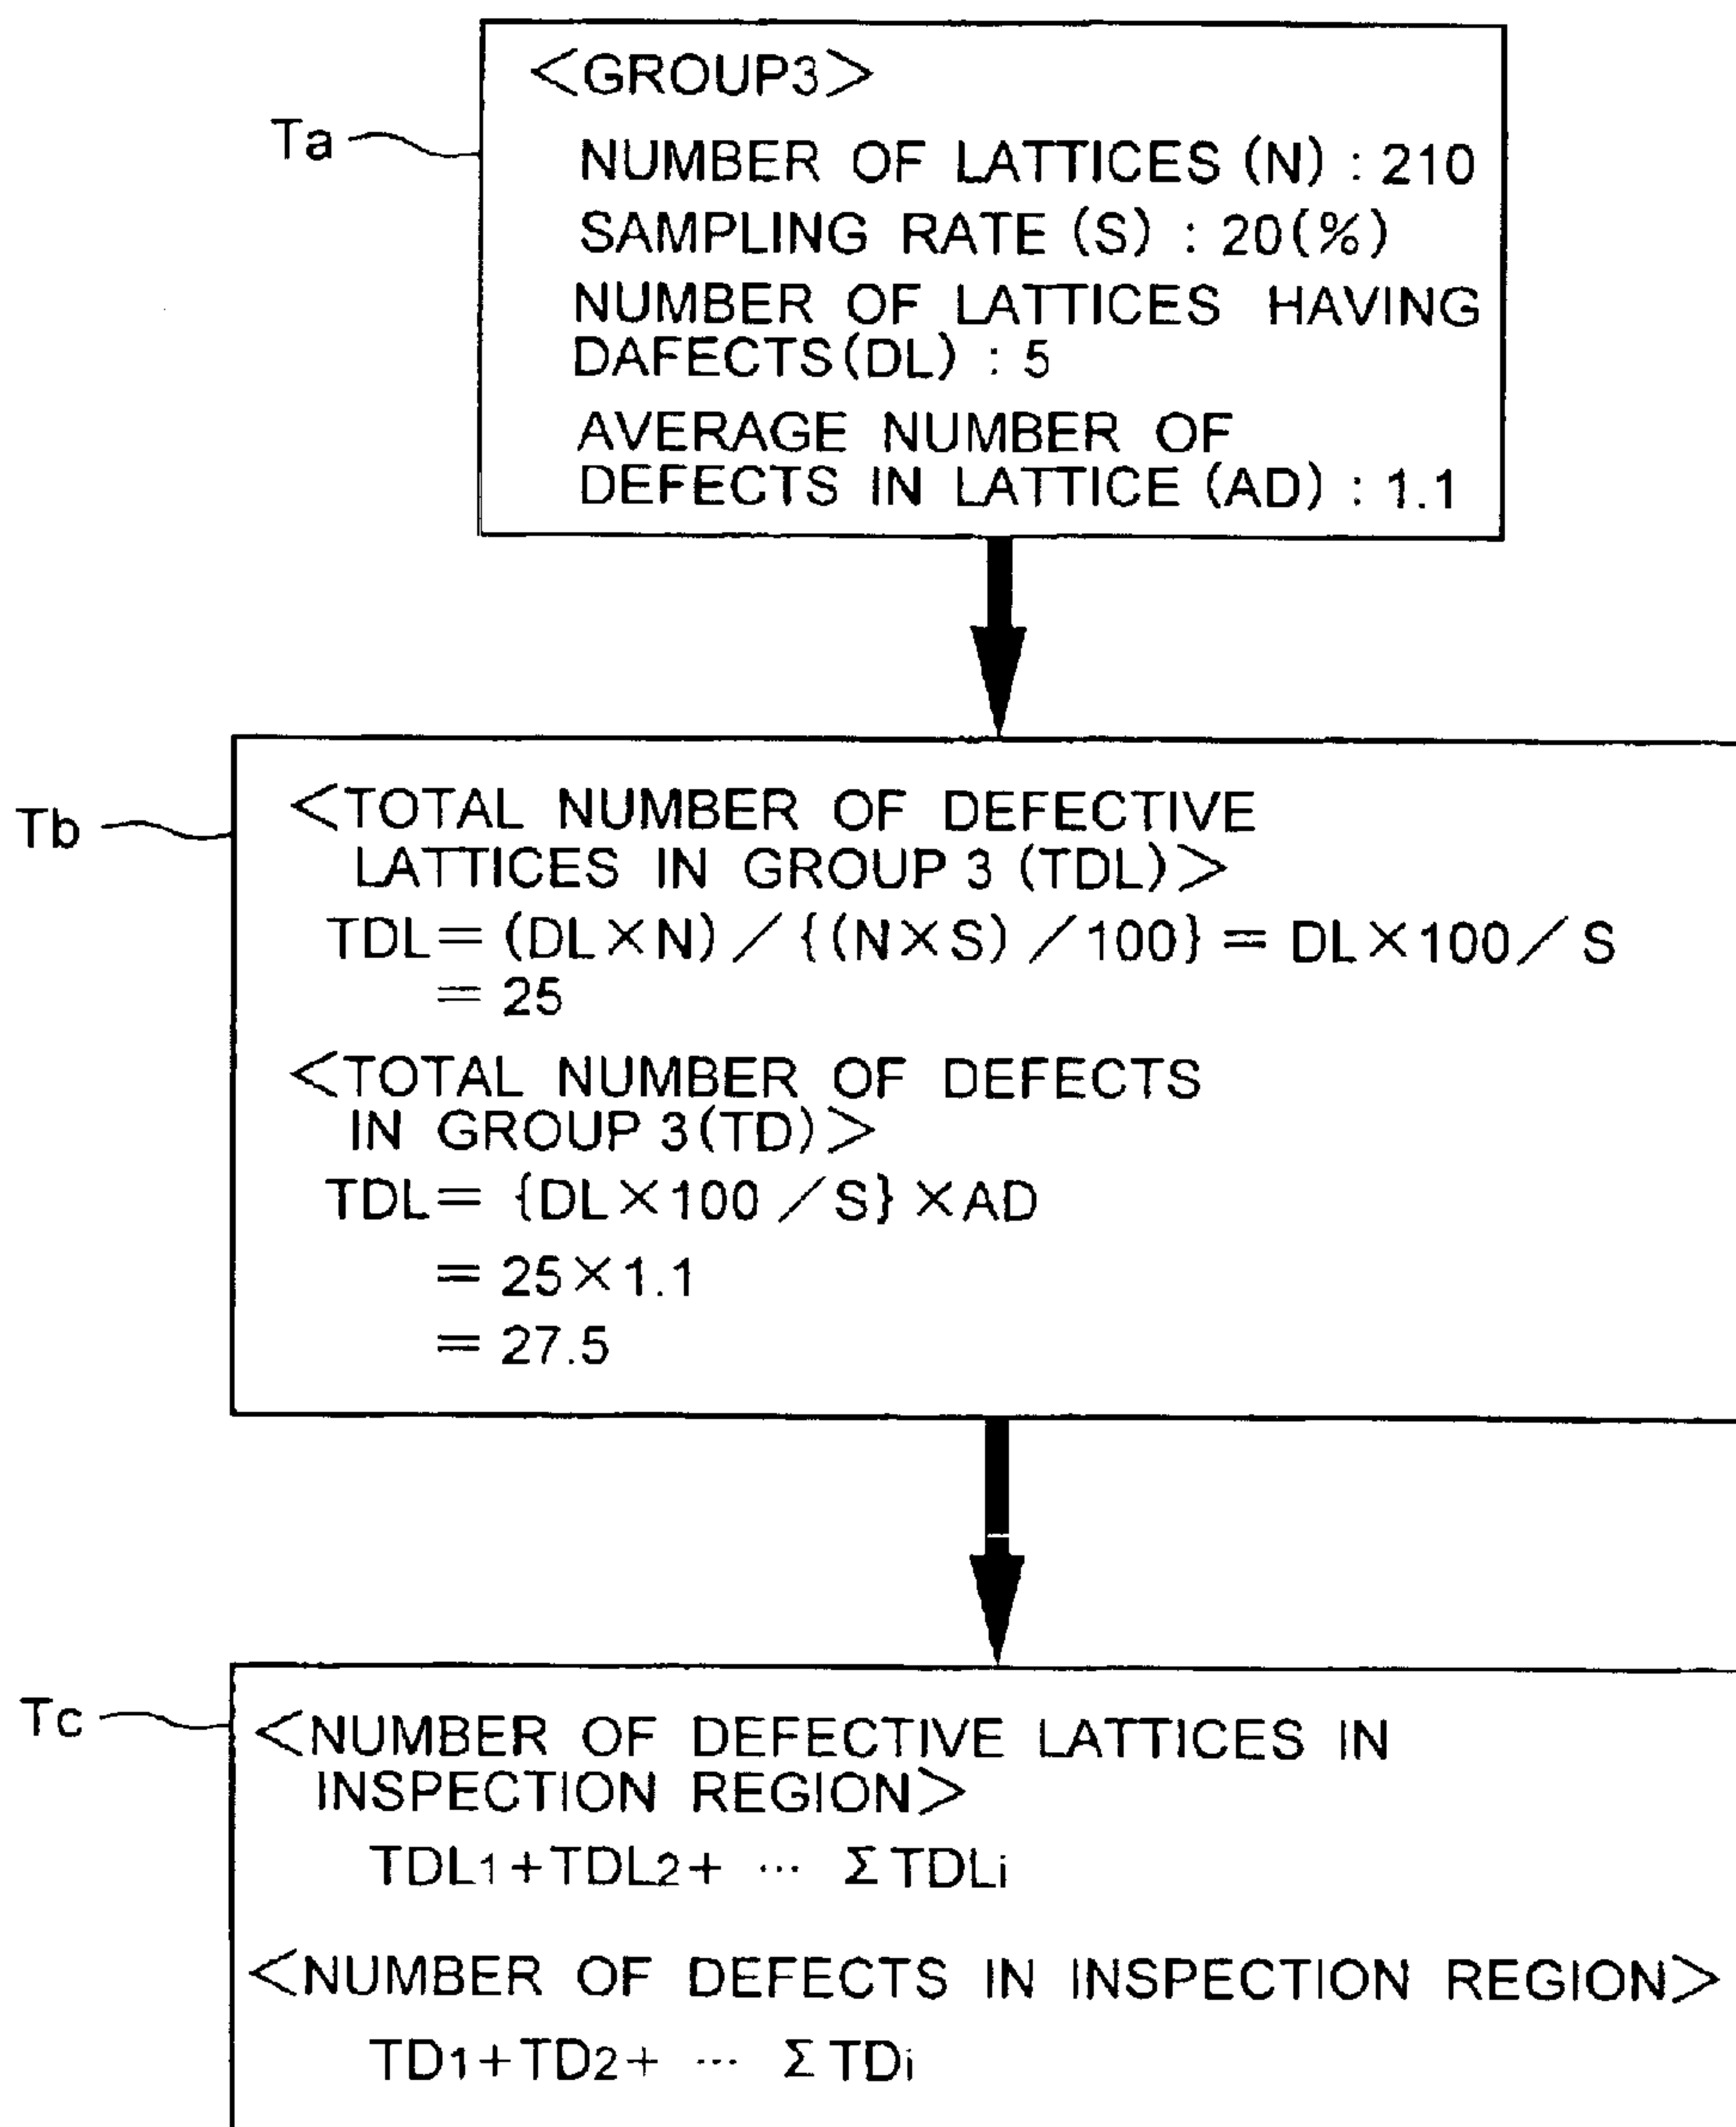 <GROUP3>
Ta
NUMBER OF LATTICES (N) : 210
SAMPLING RATE (S) : 20(%)
NUMBER OF LATTICES HAVING
DAFECTS(DL) : 5
AVERAGE NUMBER OF
DEFECTS IN LATTICE (AD) : 1.1
Tb
<TOTAL NUMBER OF DEFECTIVE
LATTICES IN GROUP 3 (TDL)>
TDL= (DL×N) / {(N×S) /100} = DL×100/S
= 25
<TOTAL NUMBER OF DEFECTS
IN GROUP 3(TD)>
TDL= {DL×100 /S} ×AD
= 25×1.1
= 27.5
Tc
<NUMBER OF DEFECTIVE LATTICES IN
INSPECTION REGION>
TDL1+TDL2+ ··· ΣTDLi
<NUMBER OF DEFECTS IN INSPECTION REGION>
TD1+TD2+ ··· ΣTDi